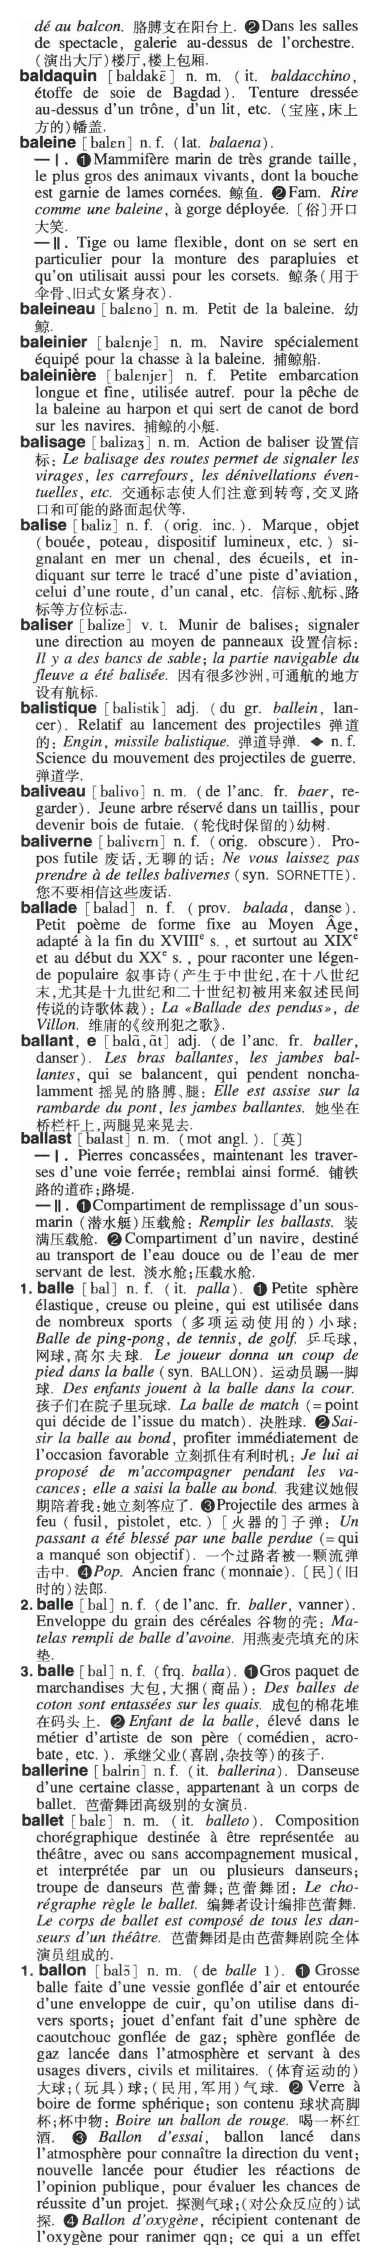 dé au balcon. 胳膊支在阳台上. ❷Dans les salles
de spectacle, galerie au-dessus de l'orchestre.
(演出大厅)楼厅,楼上包厢.
baldaquin [baldakɛ̃] n. m. (it. baldacchino,
étoffe de soie de Bagdad). Tenture dressée
au-dessus d'un trône, d'un lit, etc. (宝座,床上
方的)幡盖.
baleine [balɛn] n. f. (lat. balaena).
— Ⅰ. ❶Mammifère marin de très grande taille,
le plus gros des animaux vivants, dont la bouche
est garnie de lames cornées. 鲸鱼. ❷Fam. Rire
comme une baleine, à gorge déployée. 〔俗〕开口
大笑.
— Ⅱ. Tige ou lame flexible, dont on se sert en
particulier pour la monture des parapluies et
qu'on utilisait aussi pour les corsets. 鲸条(用于
伞骨、旧式女紧身衣).
baleineau [balɛno] n. m. Petit de la baleine. 幼
鲸.
baleinier [balɛnje] n. m. Navire spécialement
équipé pour la chasse à la baleine. 捕鲸船.
baleinière [balɛnjɛr] n. f. Petite embarcation
longue et fine, utilisée autref. pour la pêche de
la baleine au harpon et qui sert de canot de bord
sur les navires. 捕鲸的小艇.
balisage [balizaʒ] n. m. Action de baliser 设置信
标: Le balisage des routes permet de signaler les
virages, les carrefours, les dénivellations éven-
tuelles, etc. 交通标志使人们注意到转弯,交叉路
口和可能的路面起伏等.
balise [baliz] n. f. (orig. inc.). Marque, objet
(bouée, poteau, dispositif lumineux, etc.) si-
gnalant en mer un chenal, des écueils, et in-
diquant sur terre le tracé d'une piste d'aviation,
celui d'une route, d'un canal, etc. 信标、航标、路
标等方位标志.
baliser [balize] v. t. Munir de balises; signaler
une direction au moyen de panneaux 设置信标:
Il y a des bancs de sable; la partie navigable du
fleuve a été balisée. 因有很多沙洲,可通航的地方
设有航标.
balistique [balistik] adj. (du gr. ballein, lan-
cer). Relatif au lancement des projectiles 弹道
的: Engin, missile balistique. 弹道导弹. ◆ n. f.
Science du mouvement des projectiles de guerre.
弹道学.
baliveau [balivo] n. m. (de l'anc. fr. baer, re-
garder). Jeune arbre réservé dans un taillis, pour
devenir bois de futaie. (轮伐时保留的)幼树.
baliverne [balivɛrn] n. f. (orig. obscure). Pro-
pos futile 废话,无聊的话: Ne vous laissez pas
prendre à de telles balivernes (syn. SORNETTE).
您不要相信这些废话.
ballade [balad] n. f. (prov. balada, danse).
Petit poème de forme fixe au Moyen Âge,
adapté à la fin du XVIIIᵉ s., et surtout au XIXᵉ
et au début du XXᵉ s., pour raconter une légen-
de populaire 叙事诗(产生于中世纪,在十八世纪
末,尤其是十九世纪和二十世纪初被用来叙述民间
传说的诗歌体裁): La «Ballade des pendus», de
Villon. 维庸的《绞刑犯之歌》.
ballant, e [balɑ̃, ɑ̃t] adj. (de l'anc. fr. baller,
danser). Les bras ballantes, les jambes bal-
lantes, qui se balancent, qui pendent noncha-
lamment 摇晃的胳膊、腿: Elle est assise sur la
rambarde du pont, les jambes ballantes. 她坐在
桥栏杆上,两腿晃来晃去.
ballast [balast] n. m. (mot angl.). 〔英〕
— Ⅰ. Pierres concassées, maintenant les traver-
ses d'une voie ferrée; remblai ainsi formé. 铺铁
路的道砟;路堤.
— Ⅱ. ❶Compartiment de remplissage d'un sous-
marin (潜水艇)压载舱: Remplir les ballasts. 装
满压载舱. ❷Compartiment d'un navire, destiné
au transport de l'eau douce ou de l'eau de mer
servant de lest. 淡水舱;压载水舱.
1. balle [bal] n. f. (it. palla). ❶Petite sphère
élastique, creuse ou pleine, qui est utilisée dans
de nombreux sports (多项运动使用的)小球:
Balle de ping-pong, de tennis, de golf. 乒乓球,
网球,高尔夫球. Le joueur donna un coup de
pied dans la balle (syn. BALLON). 运动员踢一脚
球. Des enfants jouent à la balle dans la cour.
孩子们在院子里玩球. La balle de match (= point
qui décide de l'issue du match). 决胜球. ❷Sai-
sir la balle au bond, profiter immédiatement de
l'occasion favorable 立刻抓住有利时机: Je lui ai
proposé de m'accompagner pendant les va-
cances; elle a saisi la balle au bond. 我建议她假
期陪着我;她立刻答应了. ❸Projectile des armes à
feu (fusil, pistolet, etc.) [火器的]子弹: Un
passant a été blessé par une balle perdue (= qui
a manqué son objectif). 一个过路者被一颗流弹
击中. ❹Pop. Ancien franc (monnaie). 〔民〕(旧
时的)法郎.
2. balle [bal] n. f. (de l'anc. fr. baller, vanner).
Enveloppe du grain des céréales 谷物的壳: Ma-
telas rempli de balle d'avoine. 用燕麦壳填充的床
垫.
3. balle [bal] n. f. (frq. balla). ❶Gros paquet de
marchandises 大包,大捆(商品): Des balles de
coton sont entassées sur les quais. 成包的棉花堆
在码头上. ❷Enfant de la balle, élevé dans le
métier d'artiste de son père (comédien, acro-
bate, etc.). 承继父业(喜剧,杂技等)的孩子.
ballerine [balrin] n. f. (it. ballerina). Danseuse
d'une certaine classe, appartenant à un corps de
ballet. 芭蕾舞团高级别的女演员.
ballet [balɛ] n. m. (it. balleto). Composition
chorégraphique destinée à être représentée au
théâtre, avec ou sans accompagnement musical,
et interprétée par un ou plusieurs danseurs;
troupe de danseurs 芭蕾舞;芭蕾舞团: Le cho-
régraphe règle le ballet. 编舞者设计编排芭蕾舞.
Le corps de ballet est composé de tous les dan-
seurs d'un théâtre. 芭蕾舞团是由芭蕾舞剧院全体
演员组成的.
1. ballon [balɔ̃] n. m. (de balle 1). ❶ Grosse
balle faite d'une vessie gonflée d'air et entourée
d'une enveloppe de cuir, qu'on utilise dans di-
vers sports; jouet d'enfant fait d'une sphère de
caoutchouc gonflée de gaz; sphère gonflée de
gaz lancée dans l'atmosphère et servant à des
usages divers, civils et militaires. (体育运动的)
大球;(玩具)球;(民用,军用)气球. ❷ Verre à
boire de forme sphérique; son contenu 球状高脚
杯;杯中物: Boire un ballon de rouge. 喝一杯红
酒. ❸ Ballon d'essai, ballon lancé dans
l'atmosphère pour connaître la direction du vent;
nouvelle lancée pour étudier les réactions de
l'opinion publique, pour évaluer les chances de
réussite d'un projet. 探测气球;(对公众反应的)试
探. ❹Ballon d'oxygène, récipient contenant de
l'oxygène pour ranimer qqn; ce qui a un effet